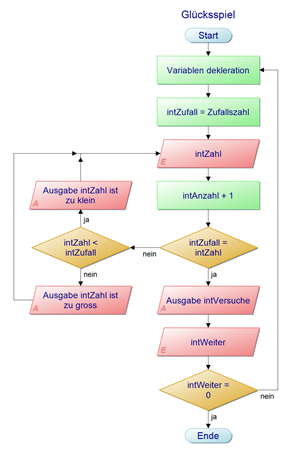 Glücksspiel
Start
Variablen dekleration
intZufall = Zufallszahl
E
intZahl
Ausgabe intZahl ist
zu klein
A
intAnzahl + 1
ja
intZahl <
intZufall
nein
intZufall =
intZahl
nein
ja
Ausgabe intZahl ist
zu gross
A
Ausgabe intVersuche
A
intWeiter
E
intWeiter =
0
nein
ja
Ende